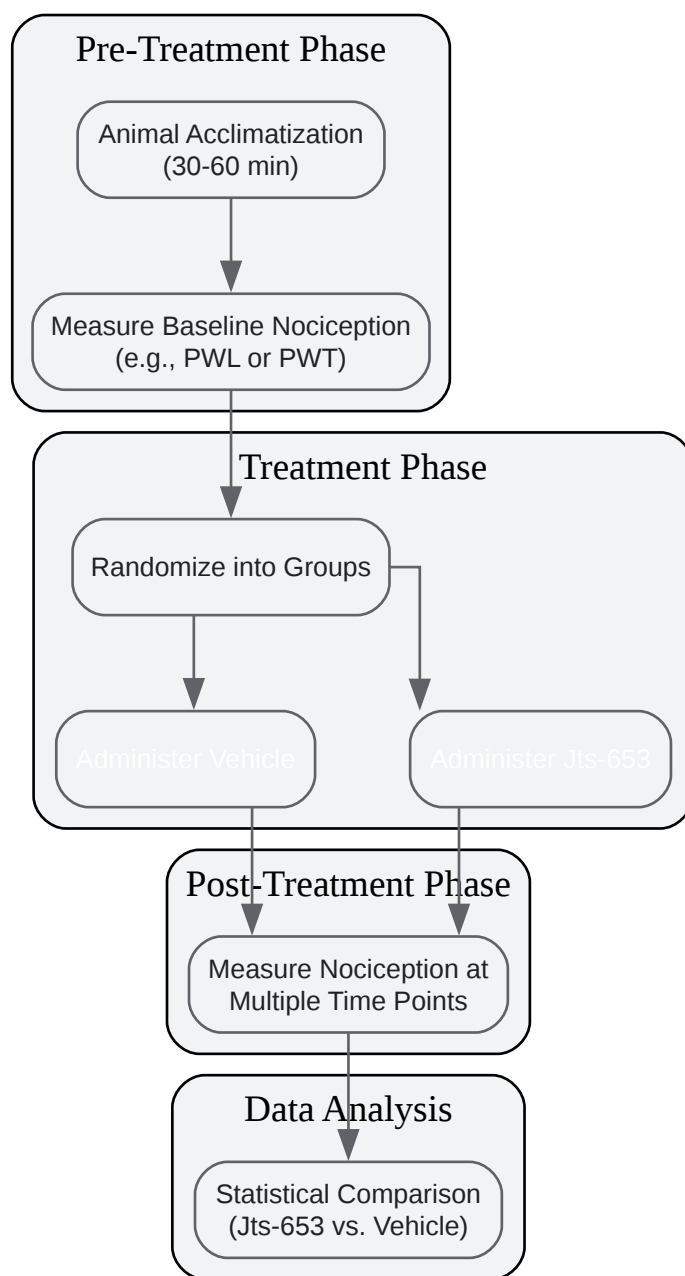 Pre-Treatment Phase
Animal Acclimatization
(30-60 min)
Measure Baseline Nociception
(e.g., PWL or PWT)
Treatment Phase
Randomize into Groups
Administer Vehicle
Administer Jts-653
Post-Treatment Phase
Measure Nociception at
Multiple Time Points
Data Analysis
Statistical Comparison
(Jts-653 vs. Vehicle)